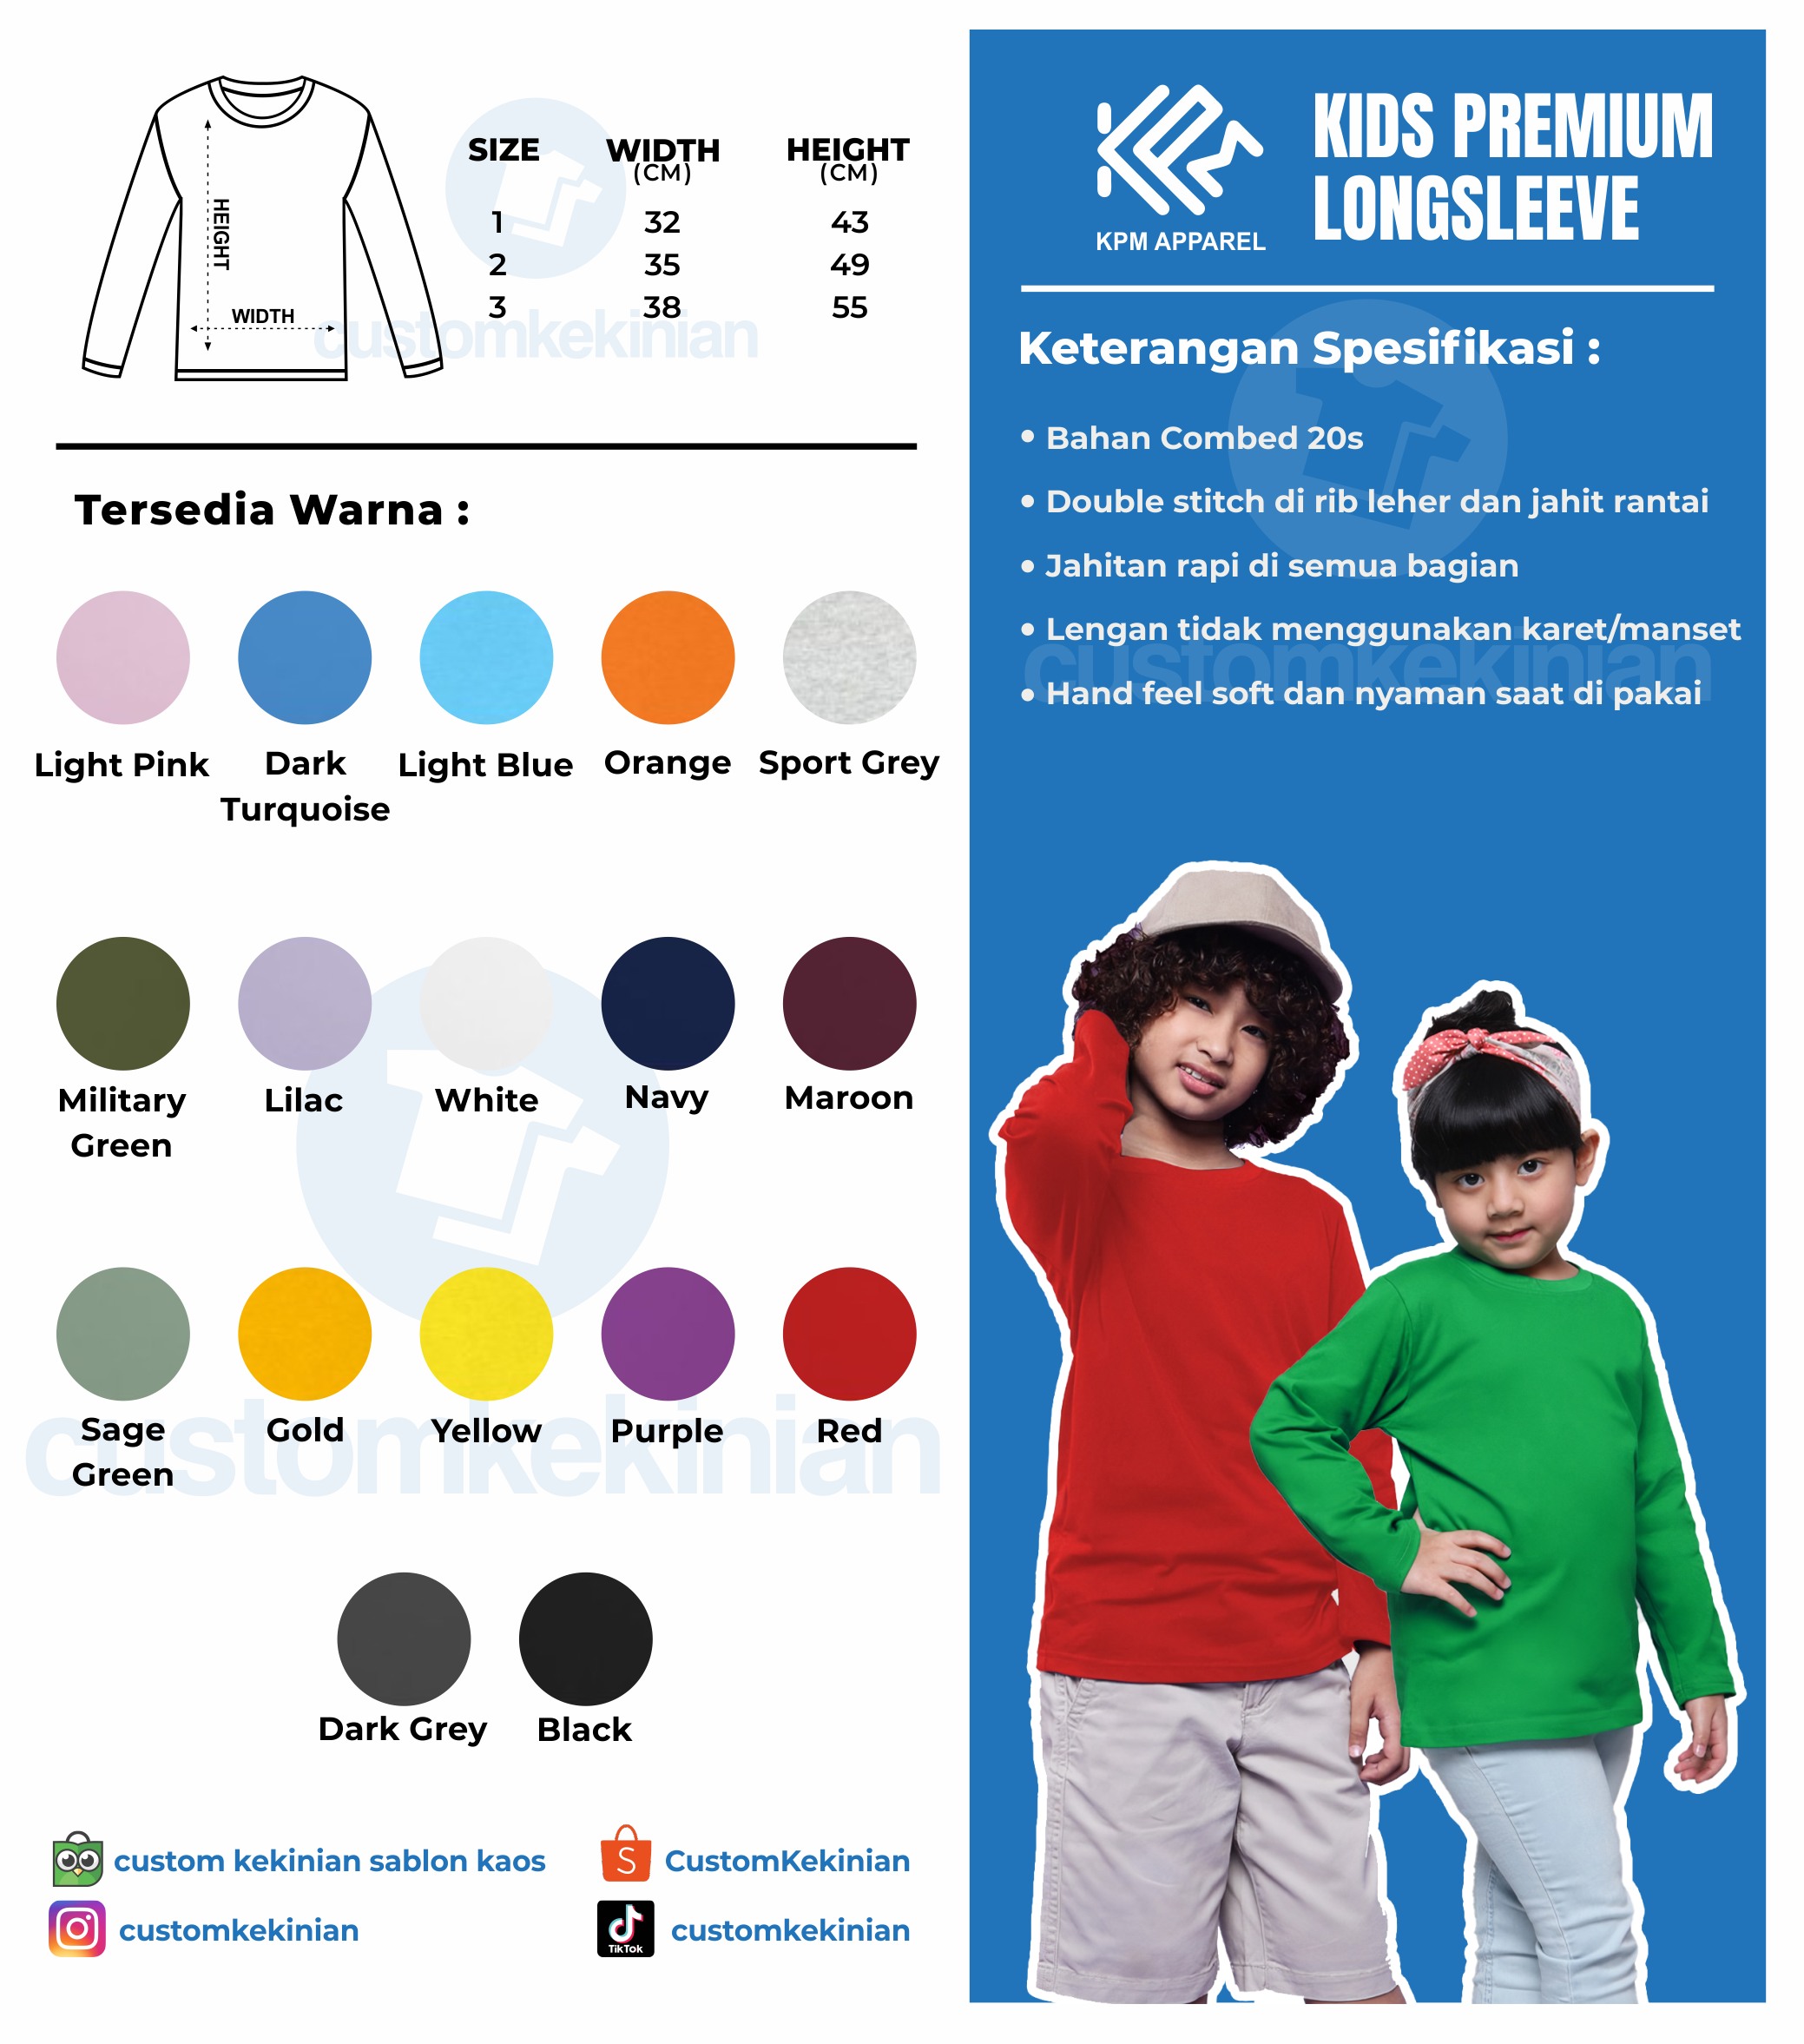 SIZE WIDTH (CM) HEIGHT (CM)
1 32 43
2 35 49
3 38 55
HEIGHT
WIDTH
customkekinian
Tersedia Warna :
Light Pink
Dark Turquoise
Light Blue
Orange
Sport Grey
Military Green
Lilac
White
Navy
Maroon
Sage Green
Gold
Yellow
Purple
Red
customkekinian
Dark Grey
Black
custom kekinian sablon kaos
CustomKekinian
customkekinian
TikTok
customkekinian
KPM APPAREL
KIDS PREMIUM
LONGSLEEVE
Keterangan Spesifikasi :
• Bahan Combed 20s
• Double stitch di rib leher dan jahit rantai
• Jahitan rapi di semua bagian
• Lengan tidak menggunakan karet/manset
customkekinian
• Hand feel soft dan nyaman saat di pakai